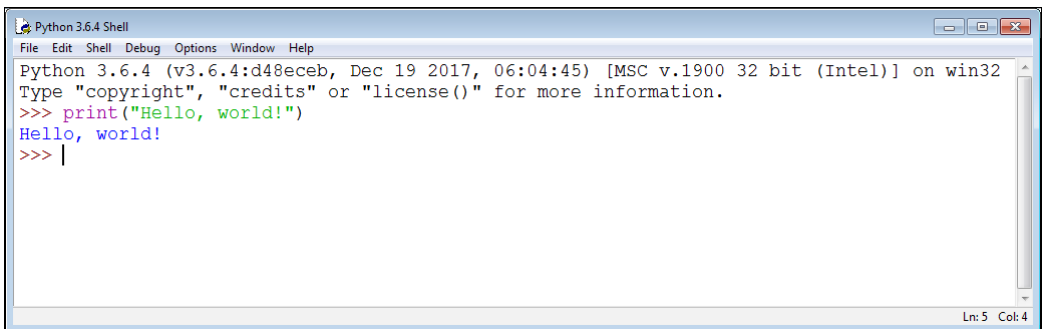 Python 3.6.4 Shell
File Edit Shell Debug Options Window Help
Python 3.6.4 (v3.6.4:d48eceb, Dec 19 2017, 06:04:45) [MSC v.1900 32 bit (Intel)] on win32
Type "copyright", "credits" or "license()" for more information.
>>> print("Hello, world!")
Hello, world!
>>>
Ln: 5 Col: 4